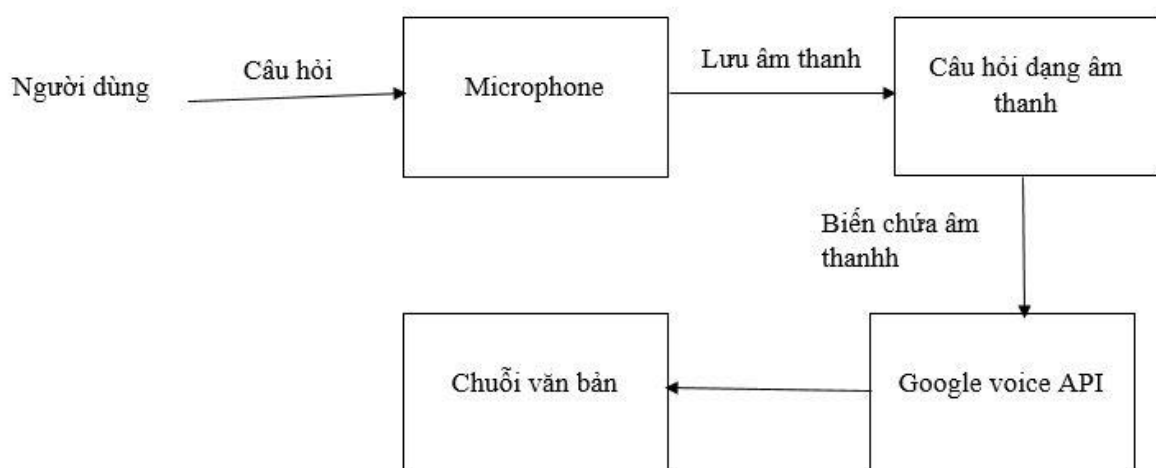 Người dùng
Câu hỏi
Microphone
Lưu âm thanh
Câu hỏi dạng âm
thanh
Biến chứa âm
thanhh
Google voice API
Chuỗi văn bản